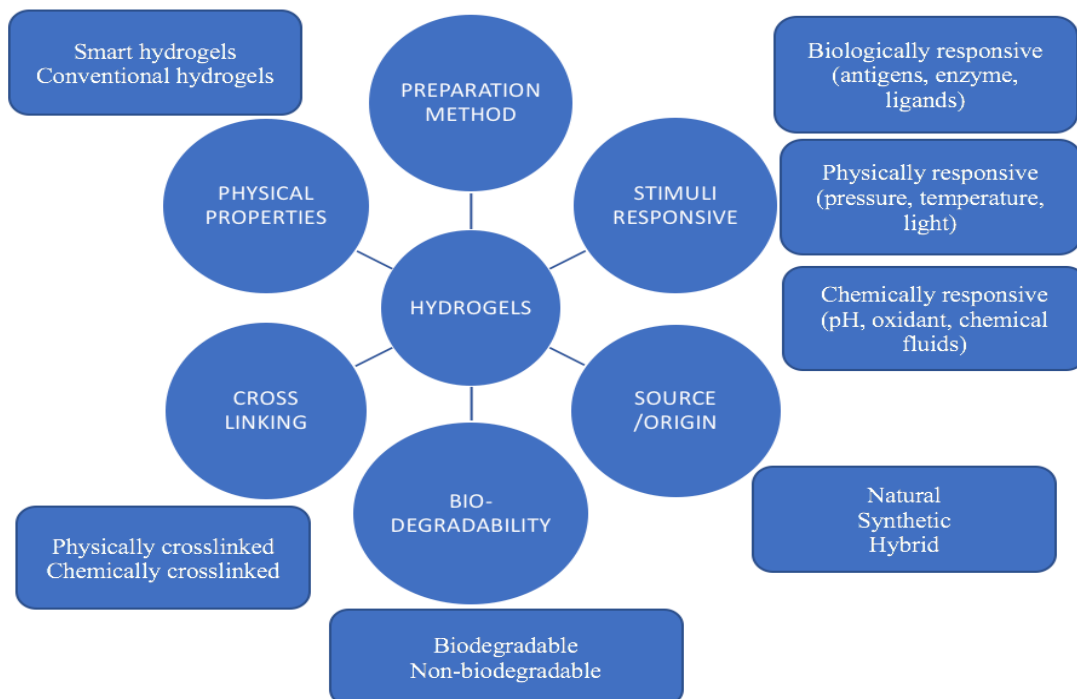 Smart hydrogels
Conventional hydrogels
PREPARATION
METHOD
Biologically responsive
(antigens, enzyme,
ligands)
PHYSICAL
PROPERTIES
STIMULI
RESPONSIVE
Physically responsive
(pressure, temperature,
light)
HYDROGELS
Chemically responsive
(pH, oxidant, chemical
fluids)
CROSS
LINKING
SOURCE
/ORIGIN
BIO-
DEGRADABILITY
Natural
Synthetic
Hybrid
Physically crosslinked
Chemically crosslinked
Biodegradable
Non-biodegradable